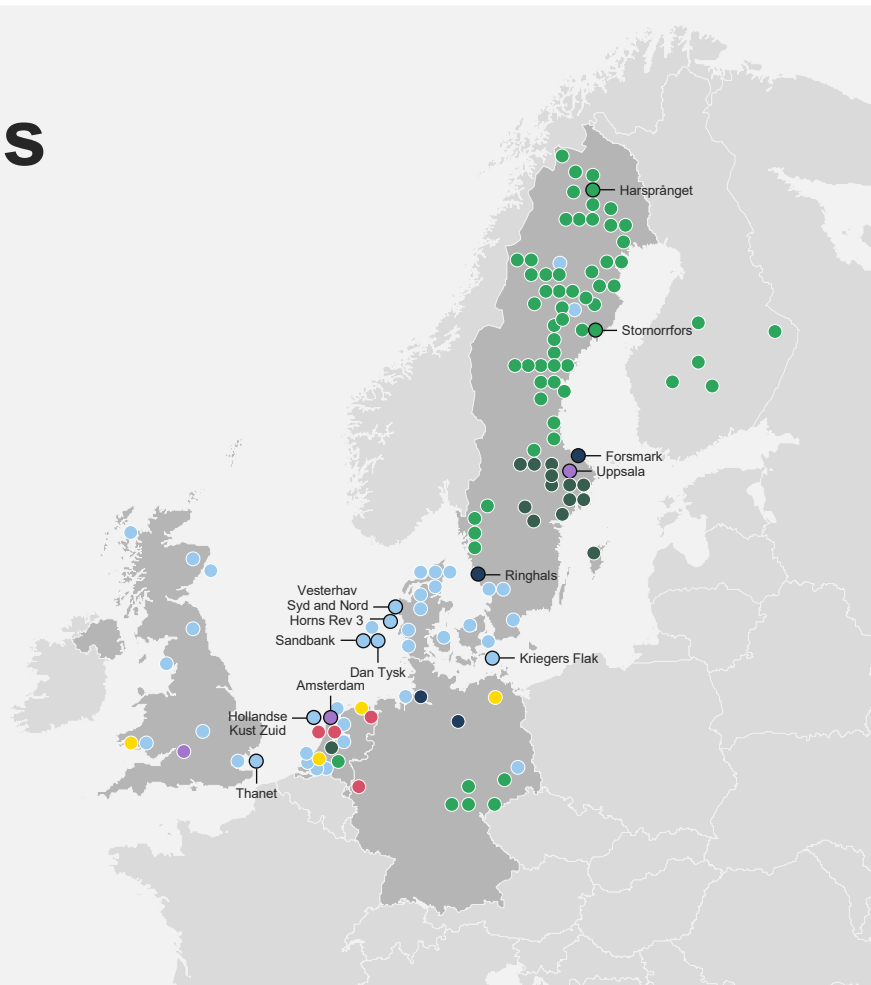 s
Harsprånget
Stornorrfors
Forsmark
Uppsala
Ringhals
Vesterhav
Syd and Nord
Horns Rev 3
Sandbank
Dan Tysk
Kriegers Flak
Amsterdam
Hollandse
Kust Zuid
Thanet